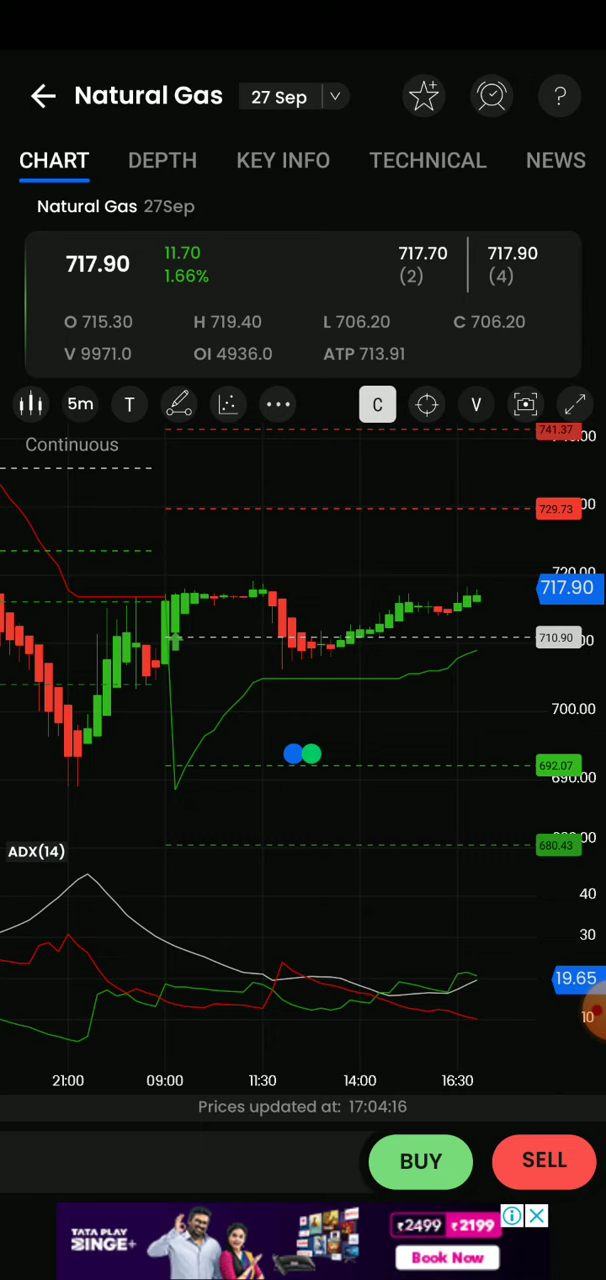 Natural Gas 27 Sep ?
CHART DEPTH KEY INFO TECHNICAL NEWS
Natural Gas 27Sep
717.90 11.70 717.70 717.90
1.66% (2) (4)
O 715.30 H 719.40 L 706.20 C 706.20
V 9971.0 OI 4936.0 ATP 713.91
5m T C V
Continuous
741.37
729.73
717.90
710.90
700.00
692.07
690.00
680.43
ADX(14)
40
30
19.65
10
21:00 09:00 11:30 14:00 16:30
Prices updated at: 17:04:16
BUY SELL
TATA PLAY
BINGE+
₹2499 ₹2199
Book Now